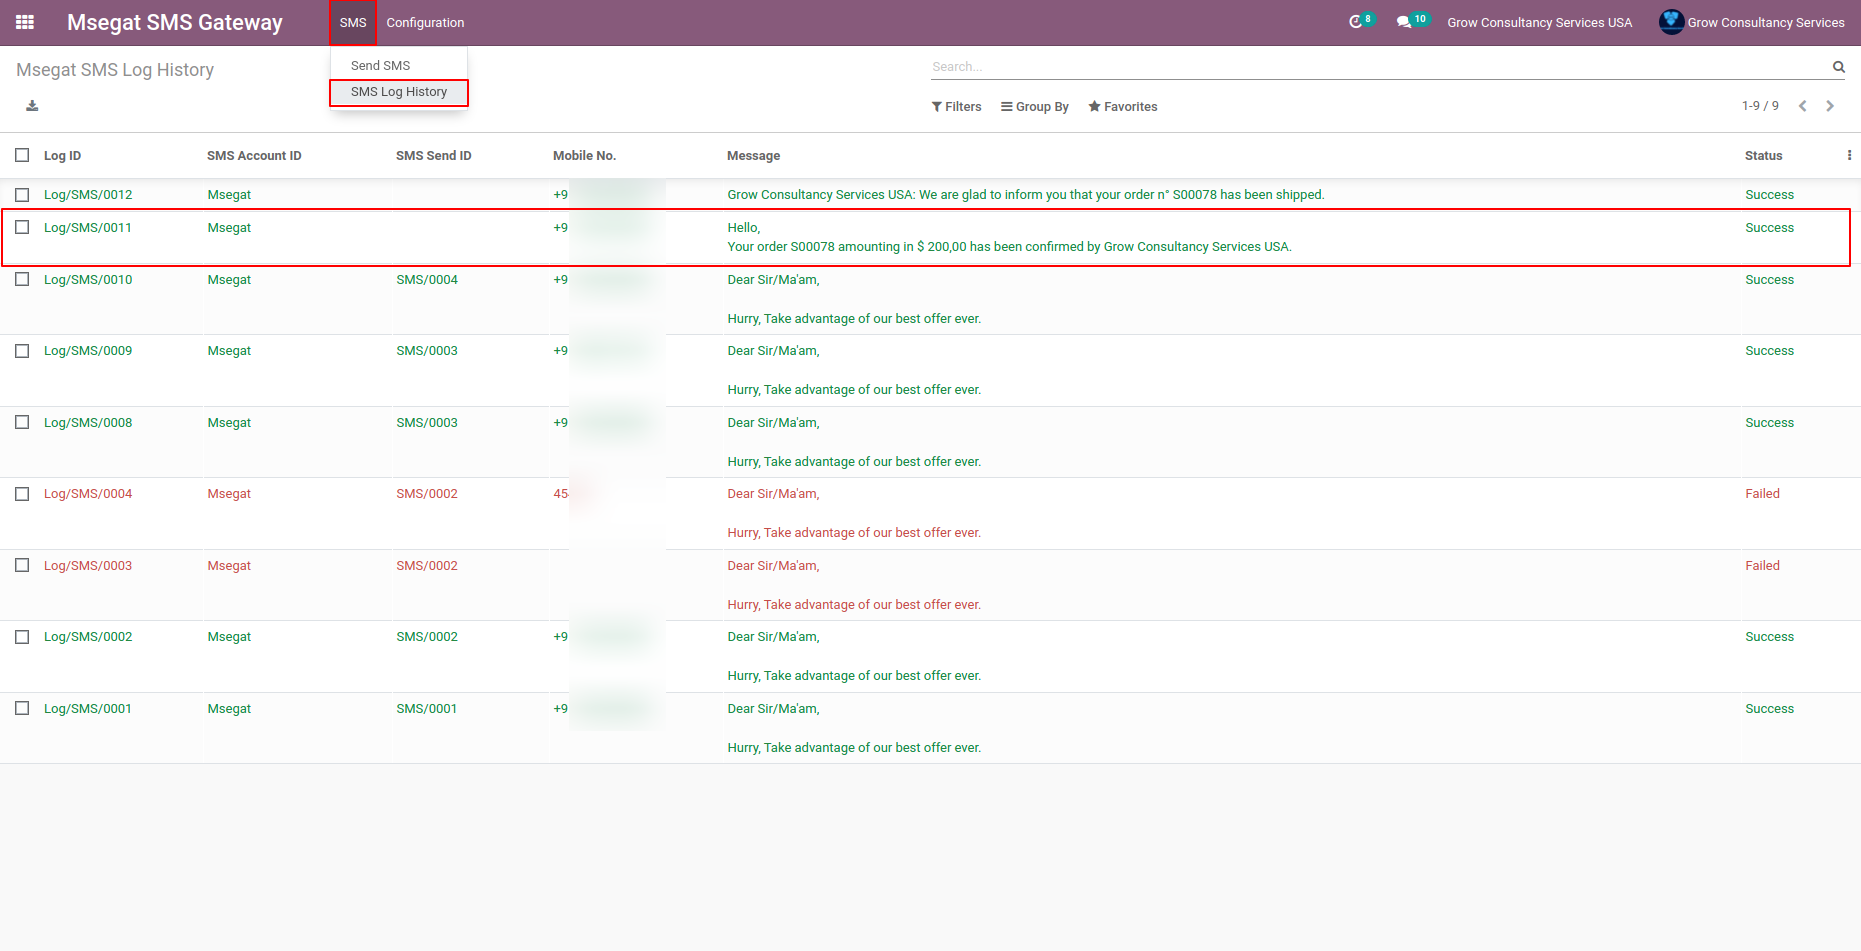 Msegat SMS Gateway SMS Configuration 8 10 Grow Consultancy Services USA Grow Consultancy Services
Msegat SMS Log History Send SMS Search...
SMS Log History
Filters Group By Favorites 1-9 / 9
Log ID SMS Account ID SMS Send ID Mobile No. Message Status
Log/SMS/0012 Msegat +9 Grow Consultancy Services USA: We are glad to inform you that your order n° S00078 has been shipped. Success
Log/SMS/0011 Msegat +9 Hello, Success
Your order S00078 amounting in $ 200,00 has been confirmed by Grow Consultancy Services USA.
Log/SMS/0010 Msegat SMS/0004 +9 Dear Sir/Ma'am, Success
Hurry, Take advantage of our best offer ever.
Log/SMS/0009 Msegat SMS/0003 +9 Dear Sir/Ma'am, Success
Hurry, Take advantage of our best offer ever.
Log/SMS/0008 Msegat SMS/0003 +9 Dear Sir/Ma'am, Success
Hurry, Take advantage of our best offer ever.
Log/SMS/0004 Msegat SMS/0002 45 Dear Sir/Ma'am, Failed
Hurry, Take advantage of our best offer ever.
Log/SMS/0003 Msegat SMS/0002 Dear Sir/Ma'am, Failed
Hurry, Take advantage of our best offer ever.
Log/SMS/0002 Msegat SMS/0002 +9 Dear Sir/Ma'am, Success
Hurry, Take advantage of our best offer ever.
Log/SMS/0001 Msegat SMS/0001 +9 Dear Sir/Ma'am, Success
Hurry, Take advantage of our best offer ever.